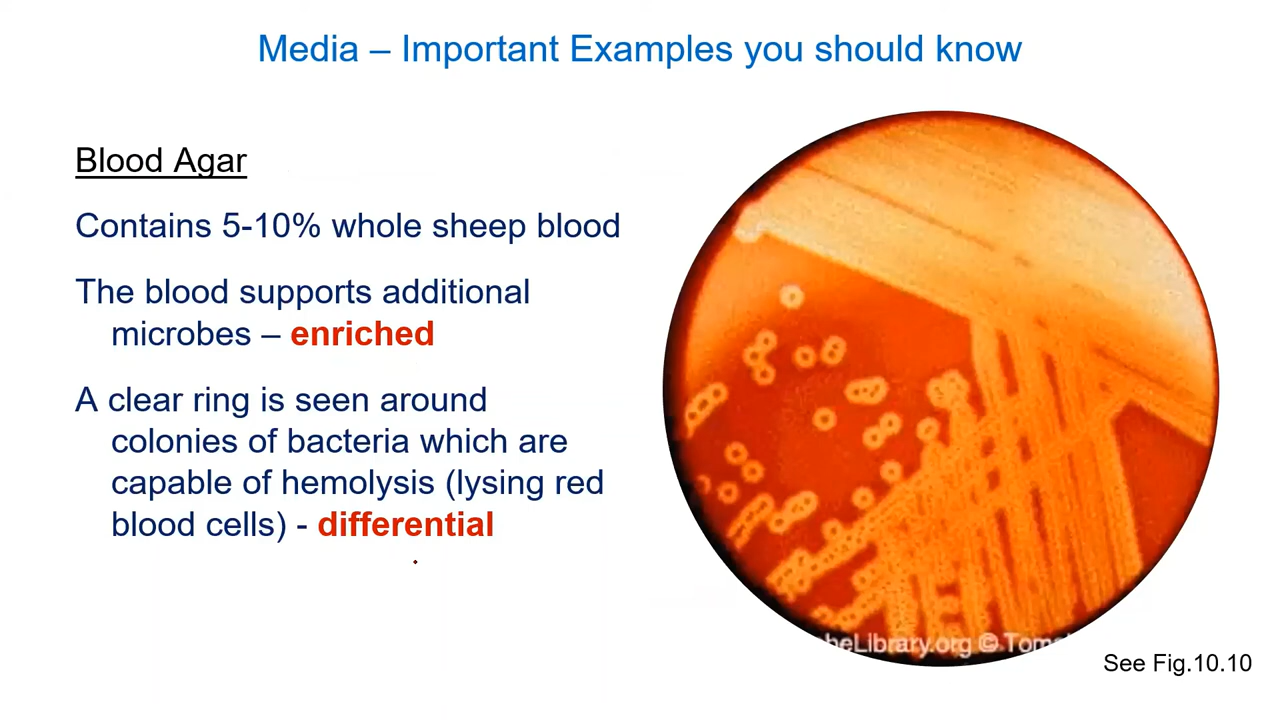 Media – Important Examples you should know
Blood Agar
Contains 5-10% whole sheep blood
The blood supports additional
microbes – enriched
A clear ring is seen around
colonies of bacteria which are
capable of hemolysis (lysing red
blood cells) - differential
beLibrary.org ©
See Fig.10.10